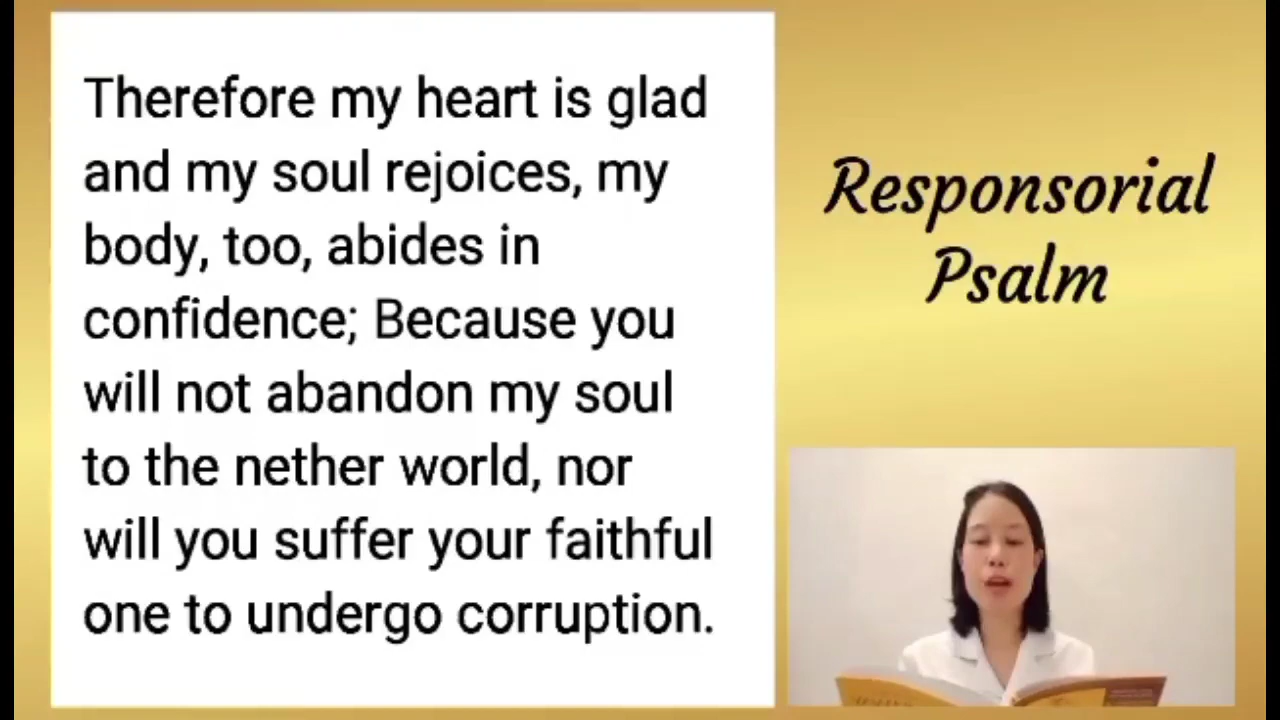 Therefore my heart is glad
and my soul rejoices, my
body, too, abides in
confidence; Because you
will not abandon my soul
to the nether world, nor
will you suffer your faithful
one to undergo corruption.
Responsorial
Psalm